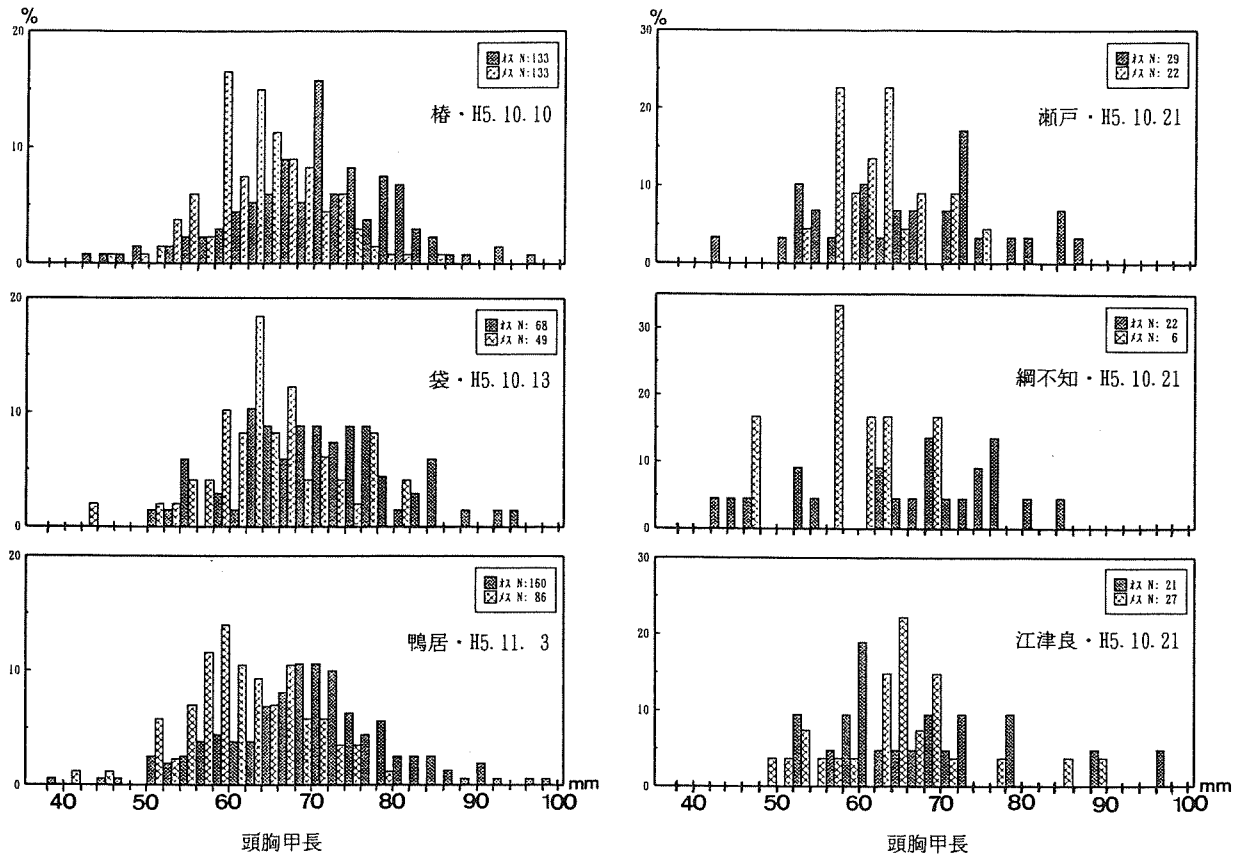 %
20
10
0
オス N:133
メス N:133
椿・H5.10.10
20
10
0
オス N: 68
メス N: 49
袋・H5.10.13
20
10
0
オス N:160
メス N: 86
鴨居・H5.11. 3
40 50 60 70 80 90 100 mm
頭胸甲長
%
30
20
10
0
オス N: 29
メス N: 22
瀬戸・H5.10.21
30
20
10
0
オス N: 22
メス N: 6
綱不知・H5.10.21
30
20
10
0
オス N: 21
メス N: 27
江津良・H5.10.21
40 50 60 70 80 90 100 mm
頭胸甲長